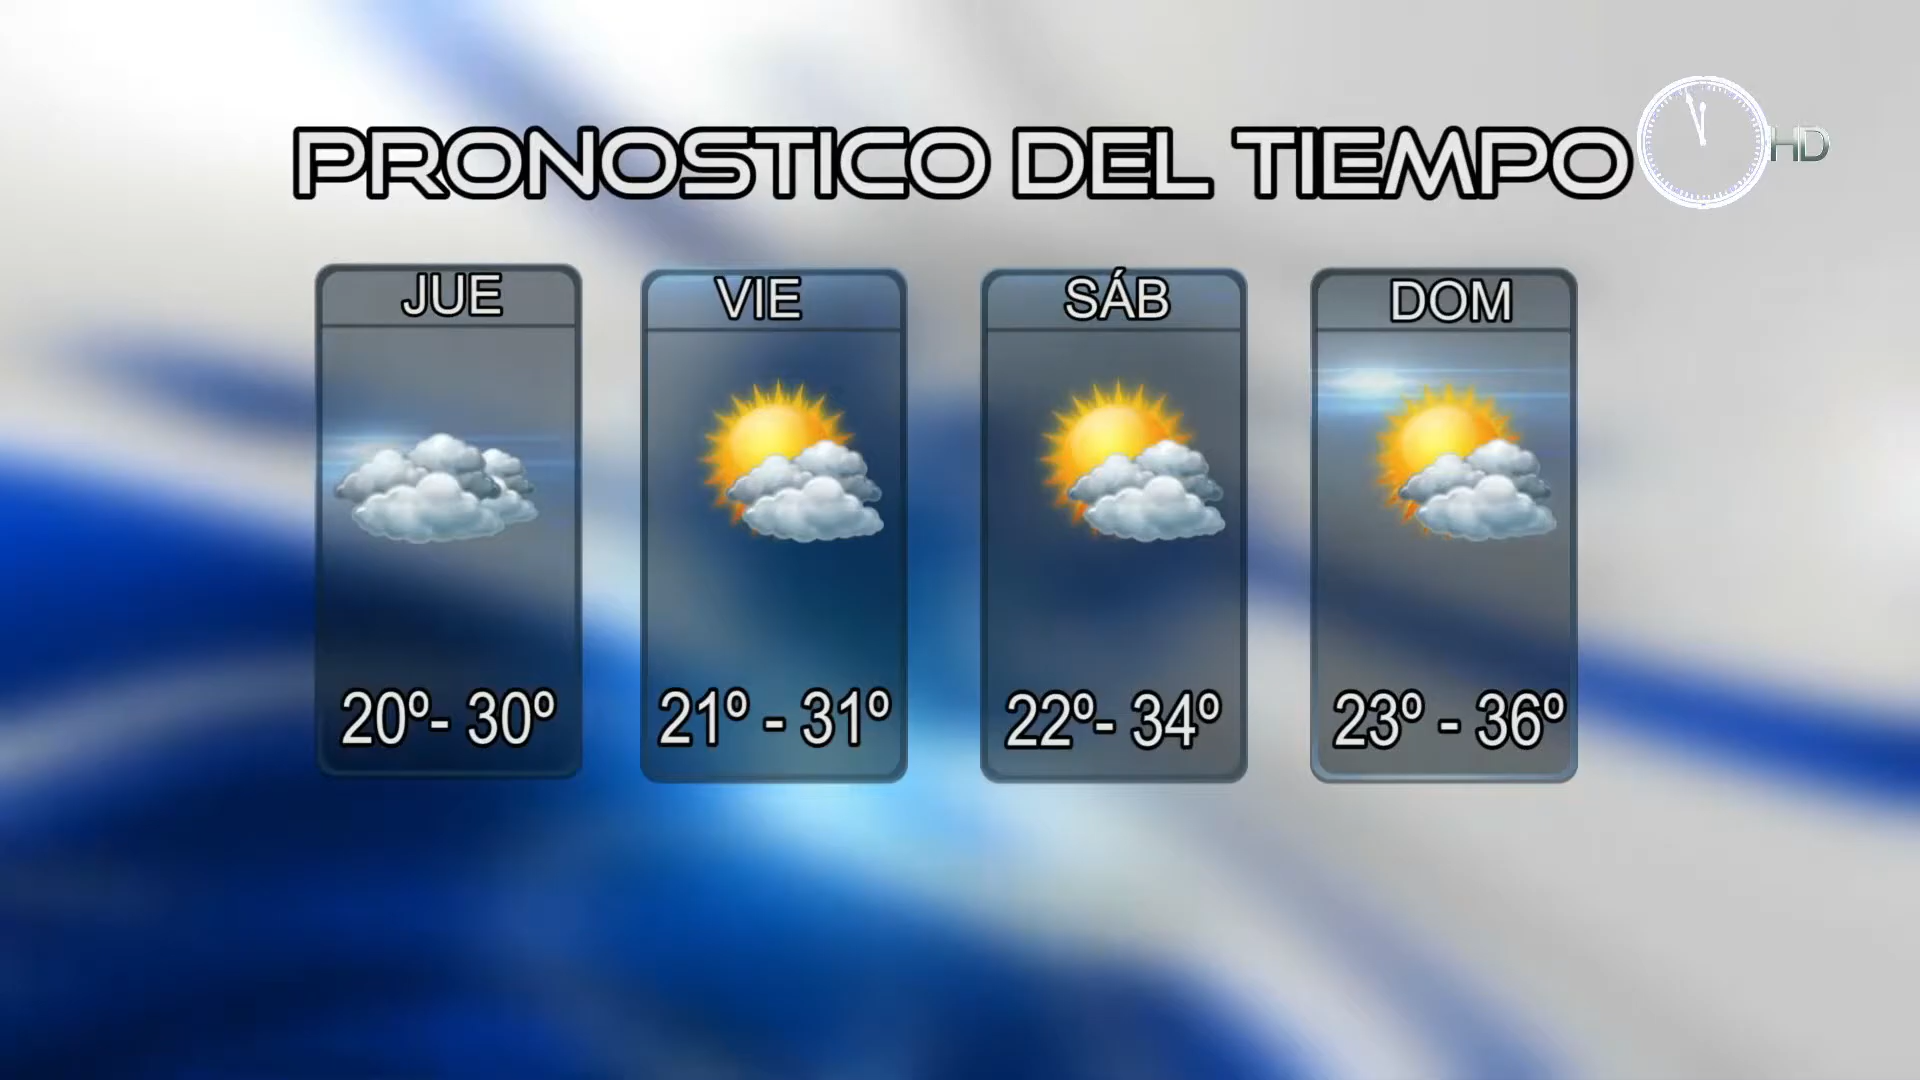 PRONOSTICO DEL TIEMPO
HD
JUE
VIE
SÁB
DOM
20º- 30º
21º - 31º
22º- 34º
23º - 36º